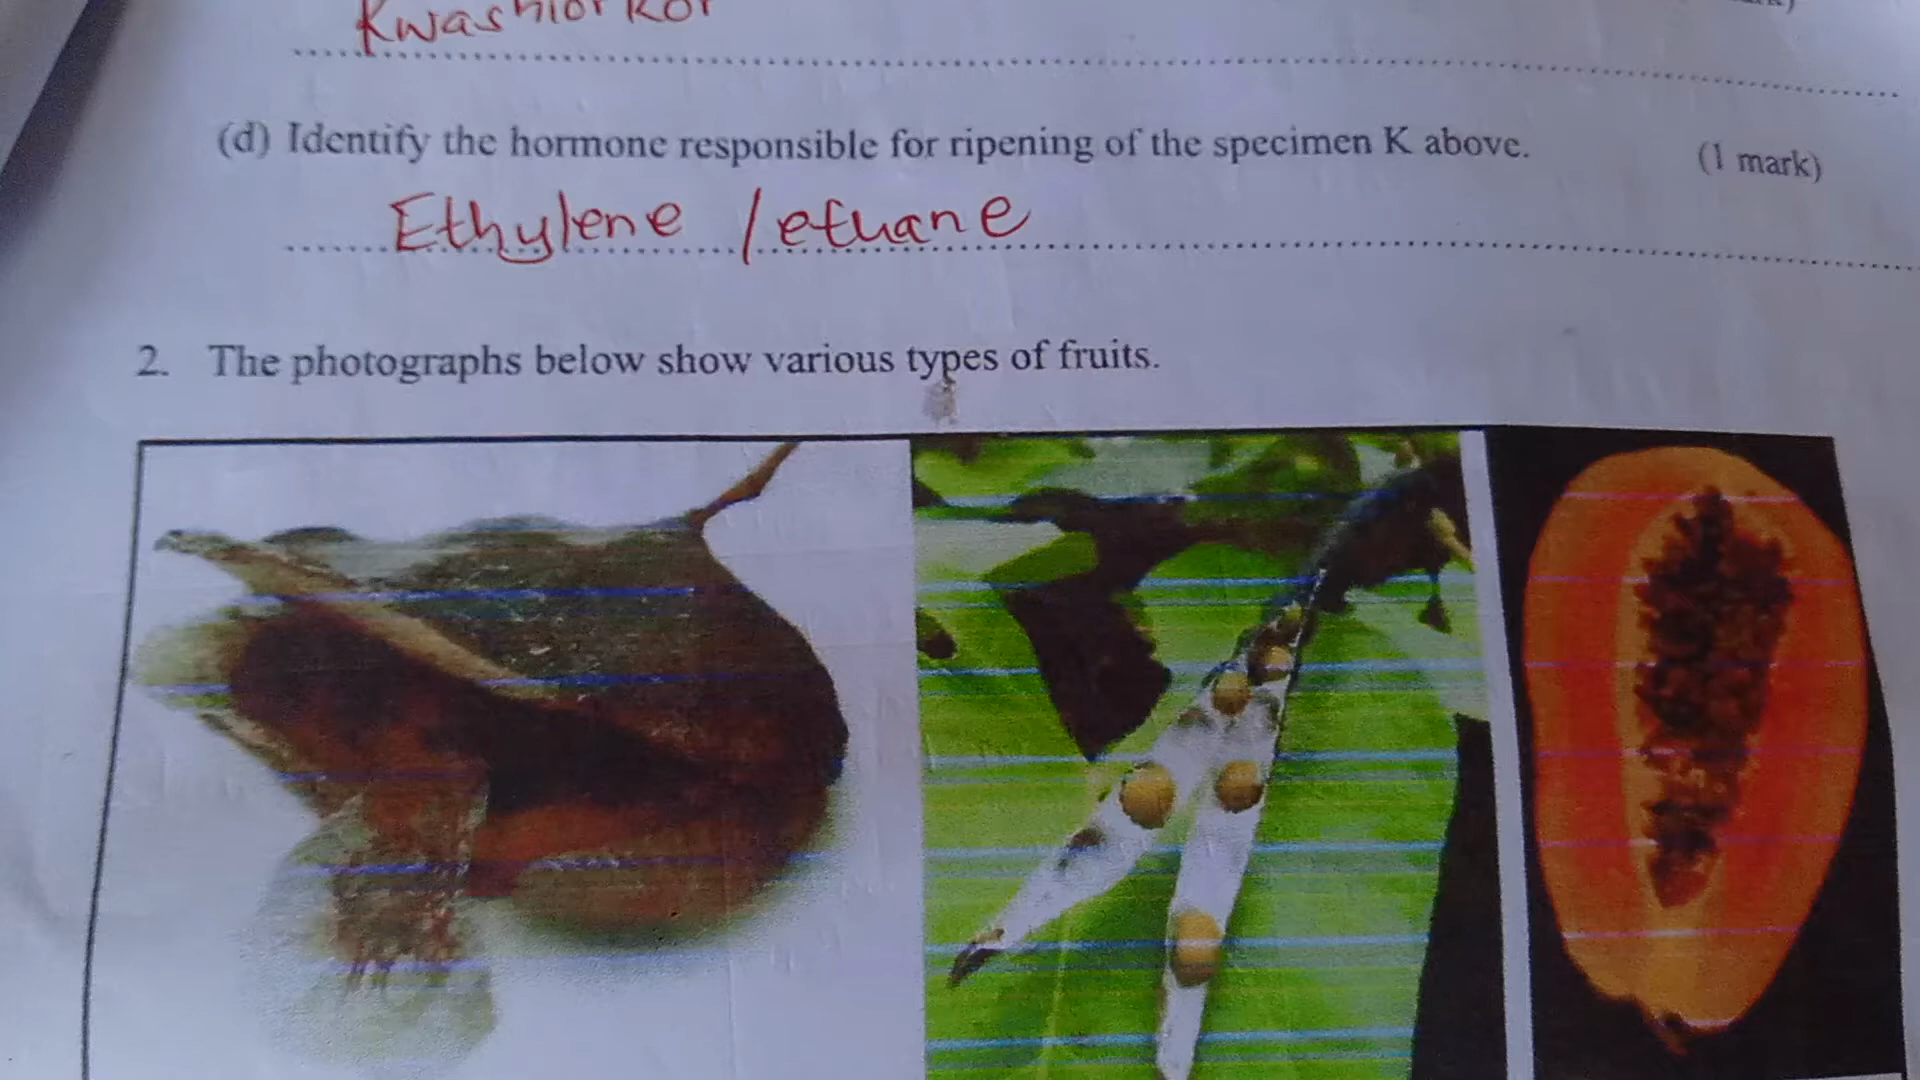 Kwashiorkor
(d) Identify the hormone responsible for ripening of the specimen K above. (1 mark)
Ethylene / ethane
2. The photographs below show various types of fruits.